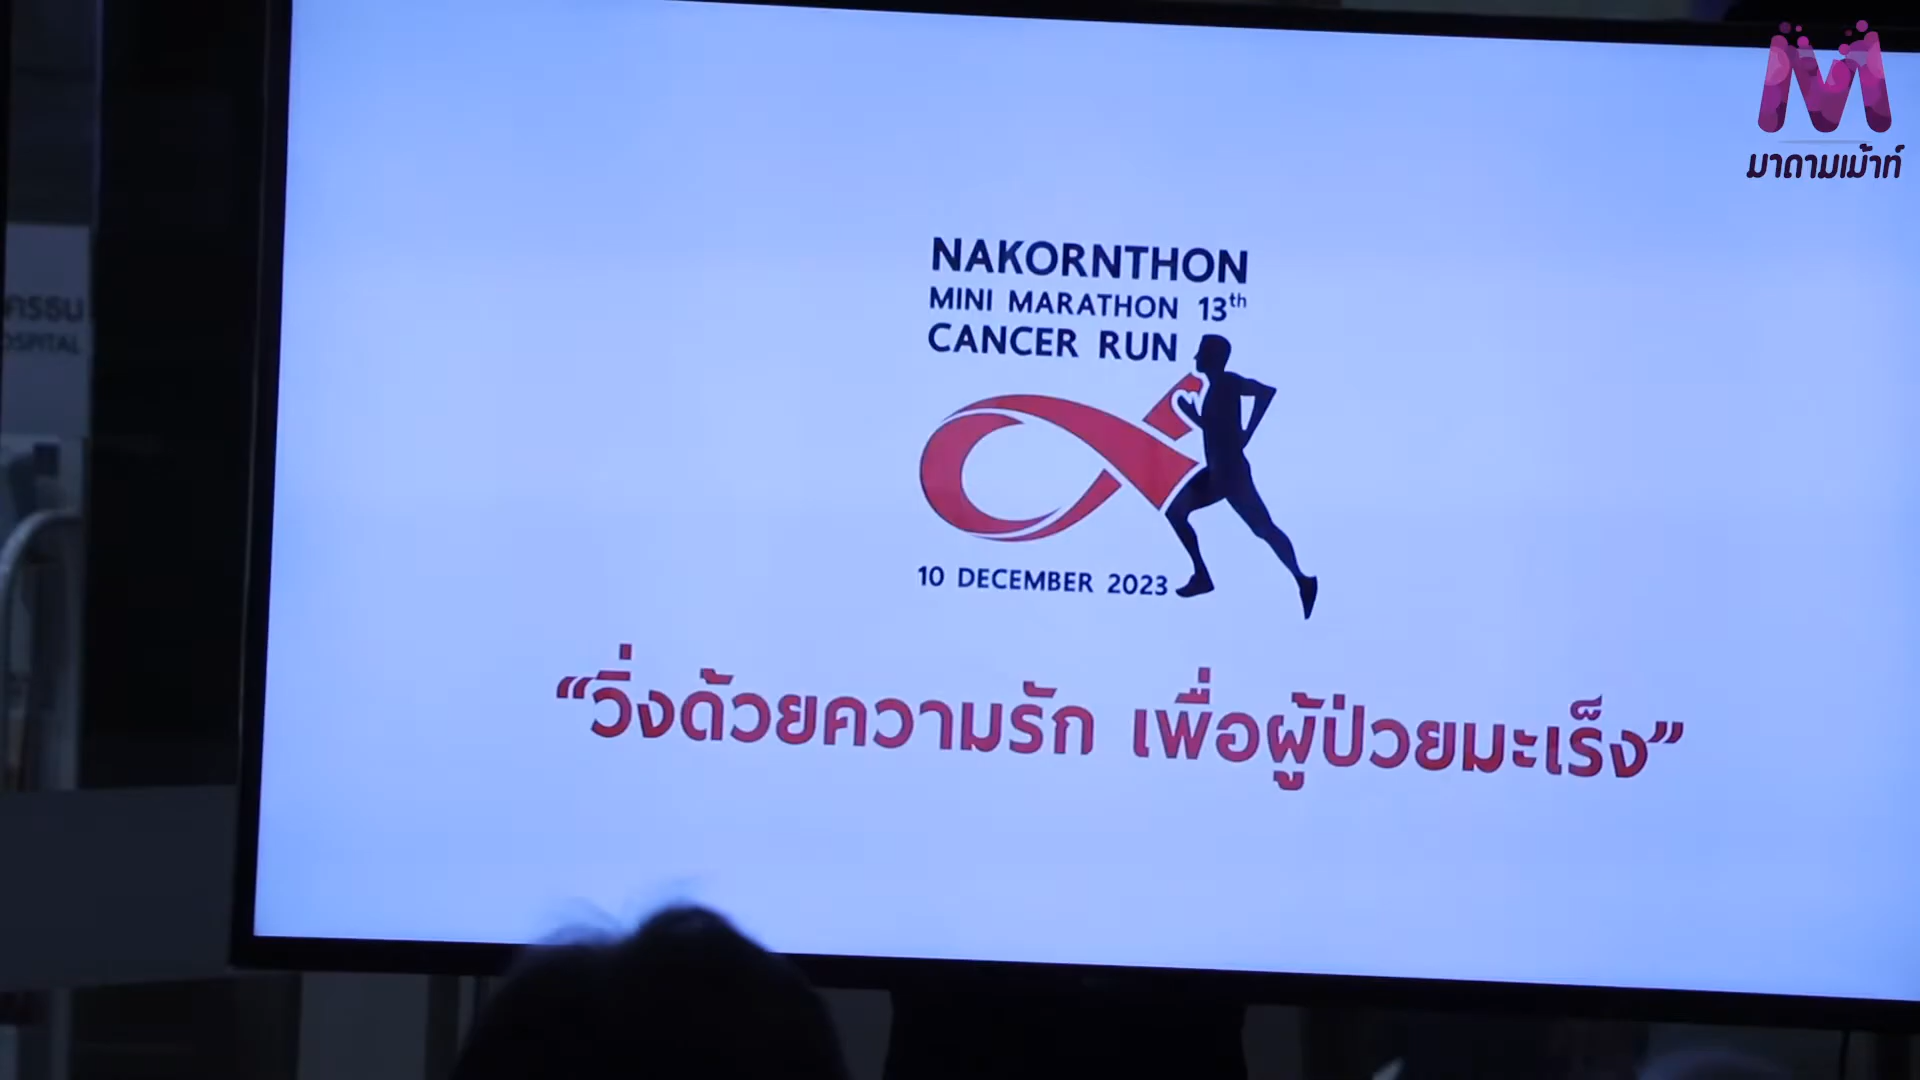 มาดามเม้าท์
NAKORNTHON
MINI MARATHON 13th
CANCER RUN
10 DECEMBER 2023
“วิ่งด้วยความรัก เพื่อผู้ป่วยมะเร็ง”